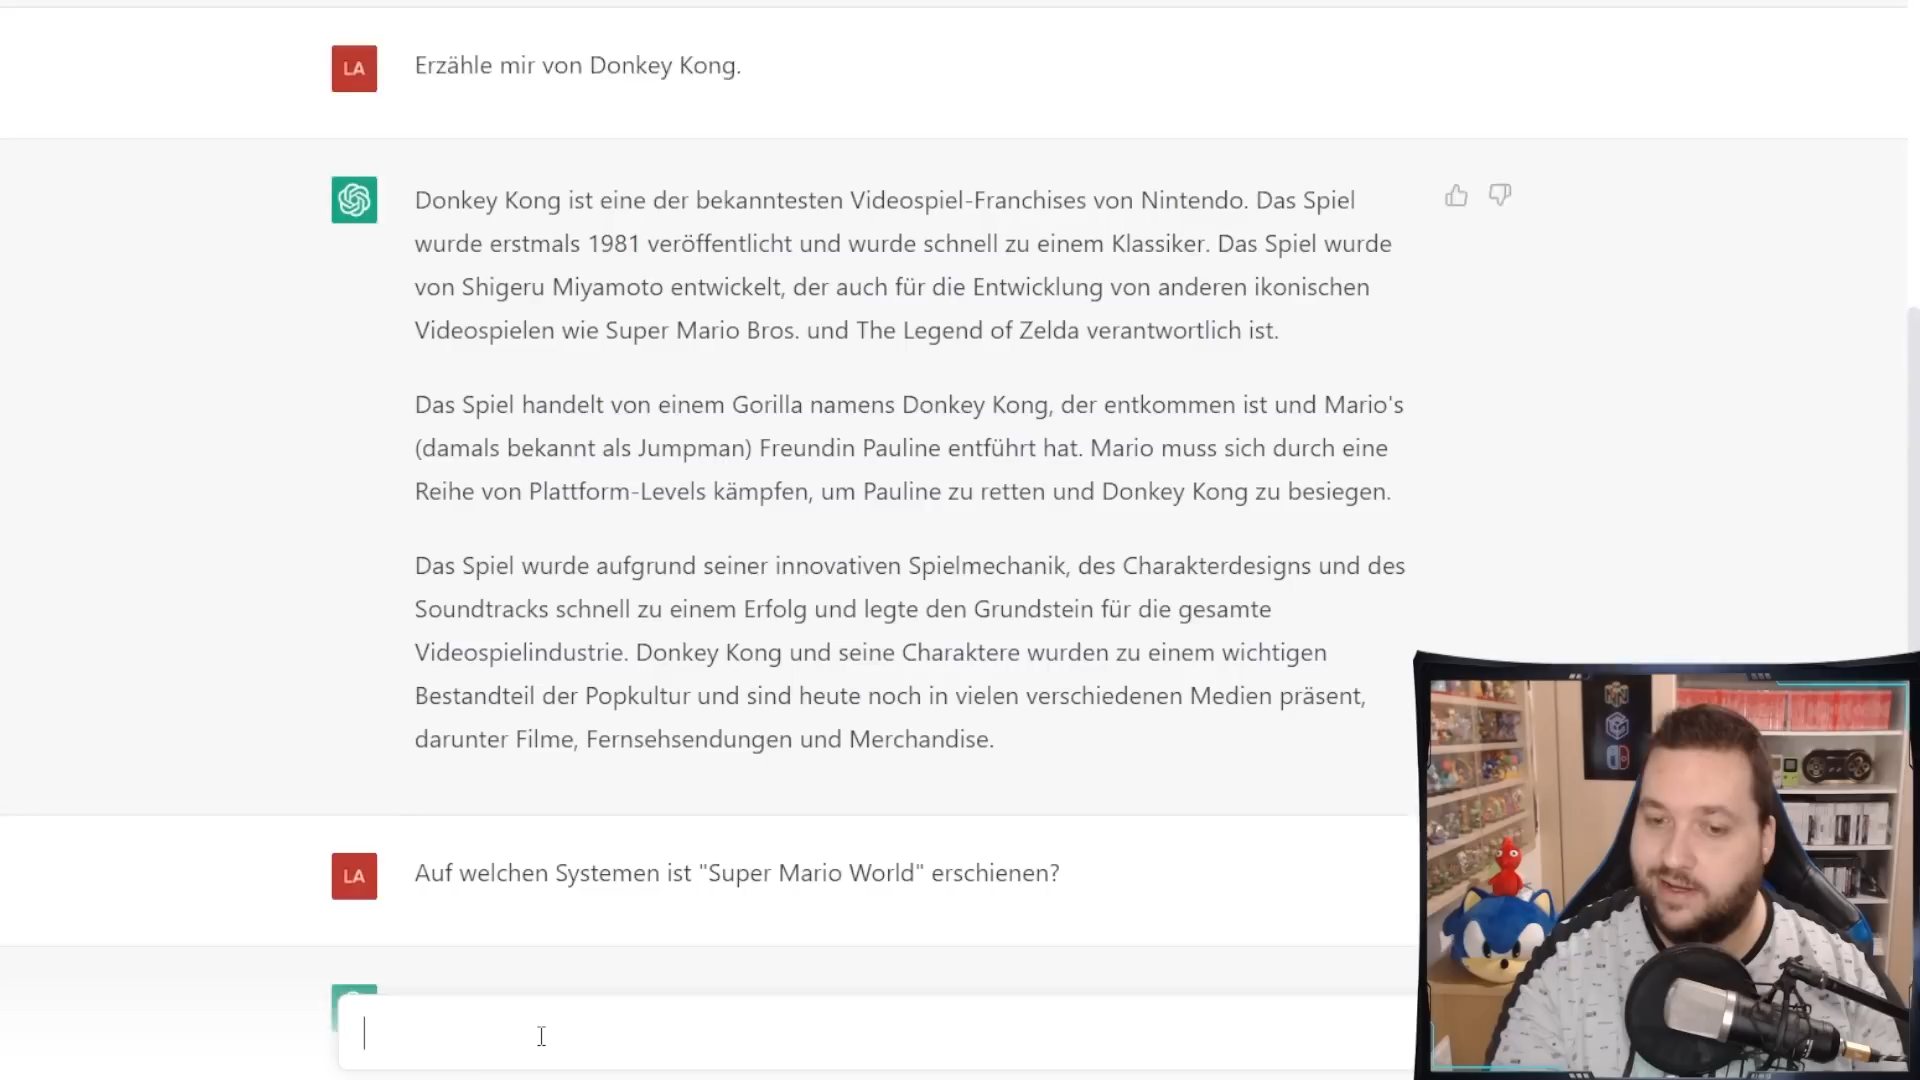 LA
Erzähle mir von Donkey Kong.
Donkey Kong ist eine der bekanntesten Videospiel-Franchises von Nintendo. Das Spiel
wurde erstmals 1981 veröffentlicht und wurde schnell zu einem Klassiker. Das Spiel wurde
von Shigeru Miyamoto entwickelt, der auch für die Entwicklung von anderen ikonischen
Videospielen wie Super Mario Bros. und The Legend of Zelda verantwortlich ist.
Das Spiel handelt von einem Gorilla namens Donkey Kong, der entkommen ist und Mario's
(damals bekannt als Jumpman) Freundin Pauline entführt hat. Mario muss sich durch eine
Reihe von Plattform-Levels kämpfen, um Pauline zu retten und Donkey Kong zu besiegen.
Das Spiel wurde aufgrund seiner innovativen Spielmechanik, des Charakterdesigns und des
Soundtracks schnell zu einem Erfolg und legte den Grundstein für die gesamte
Videospielindustrie. Donkey Kong und seine Charaktere wurden zu einem wichtigen
Bestandteil der Popkultur und sind heute noch in vielen verschiedenen Medien präsent,
darunter Filme, Fernsehsendungen und Merchandise.
LA
Auf welchen Systemen ist "Super Mario World" erschienen?